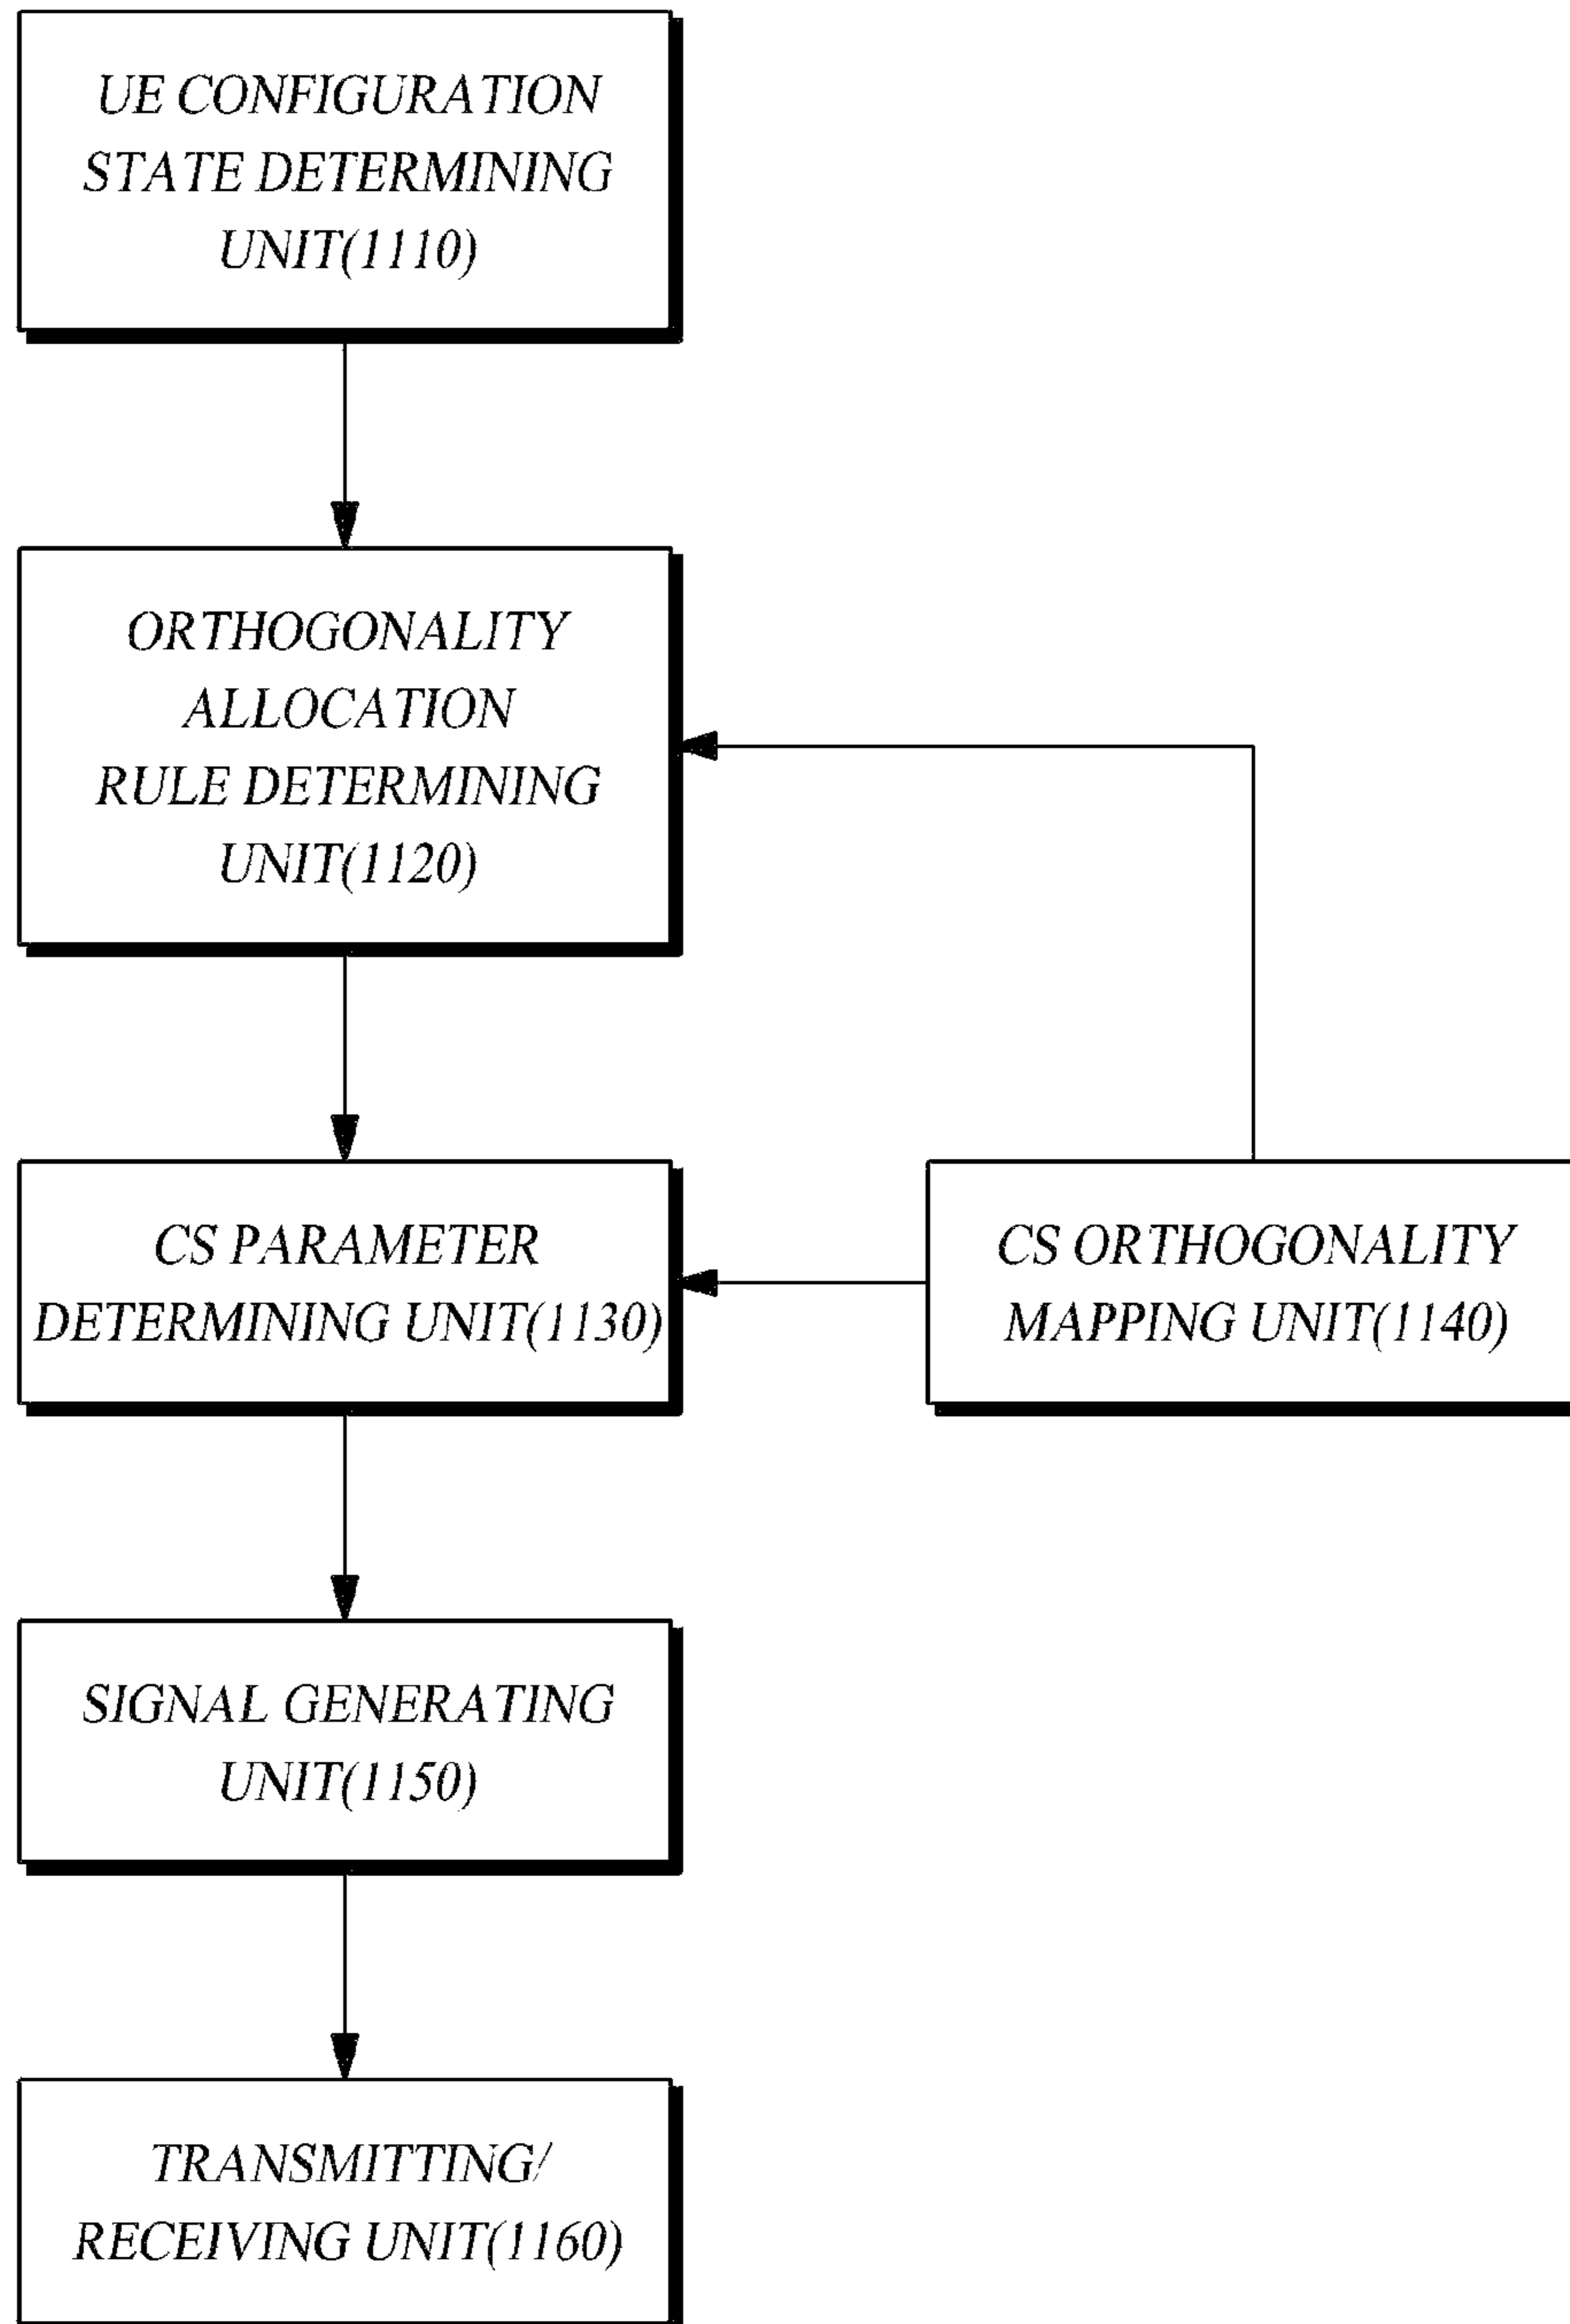 UE CONFIGURATION
STATE DETERMINING
UNIT(1110)
ORTHOGONALITY
ALLOCATION
RULE DETERMINING
UNIT(1120)
CS PARAMETER
DETERMINING UNIT(1130)
CS ORTHOGONALITY
MAPPING UNIT(1140)
SIGNAL GENERATING
UNIT(1150)
TRANSMITTING/
RECEIVING UNIT(1160)